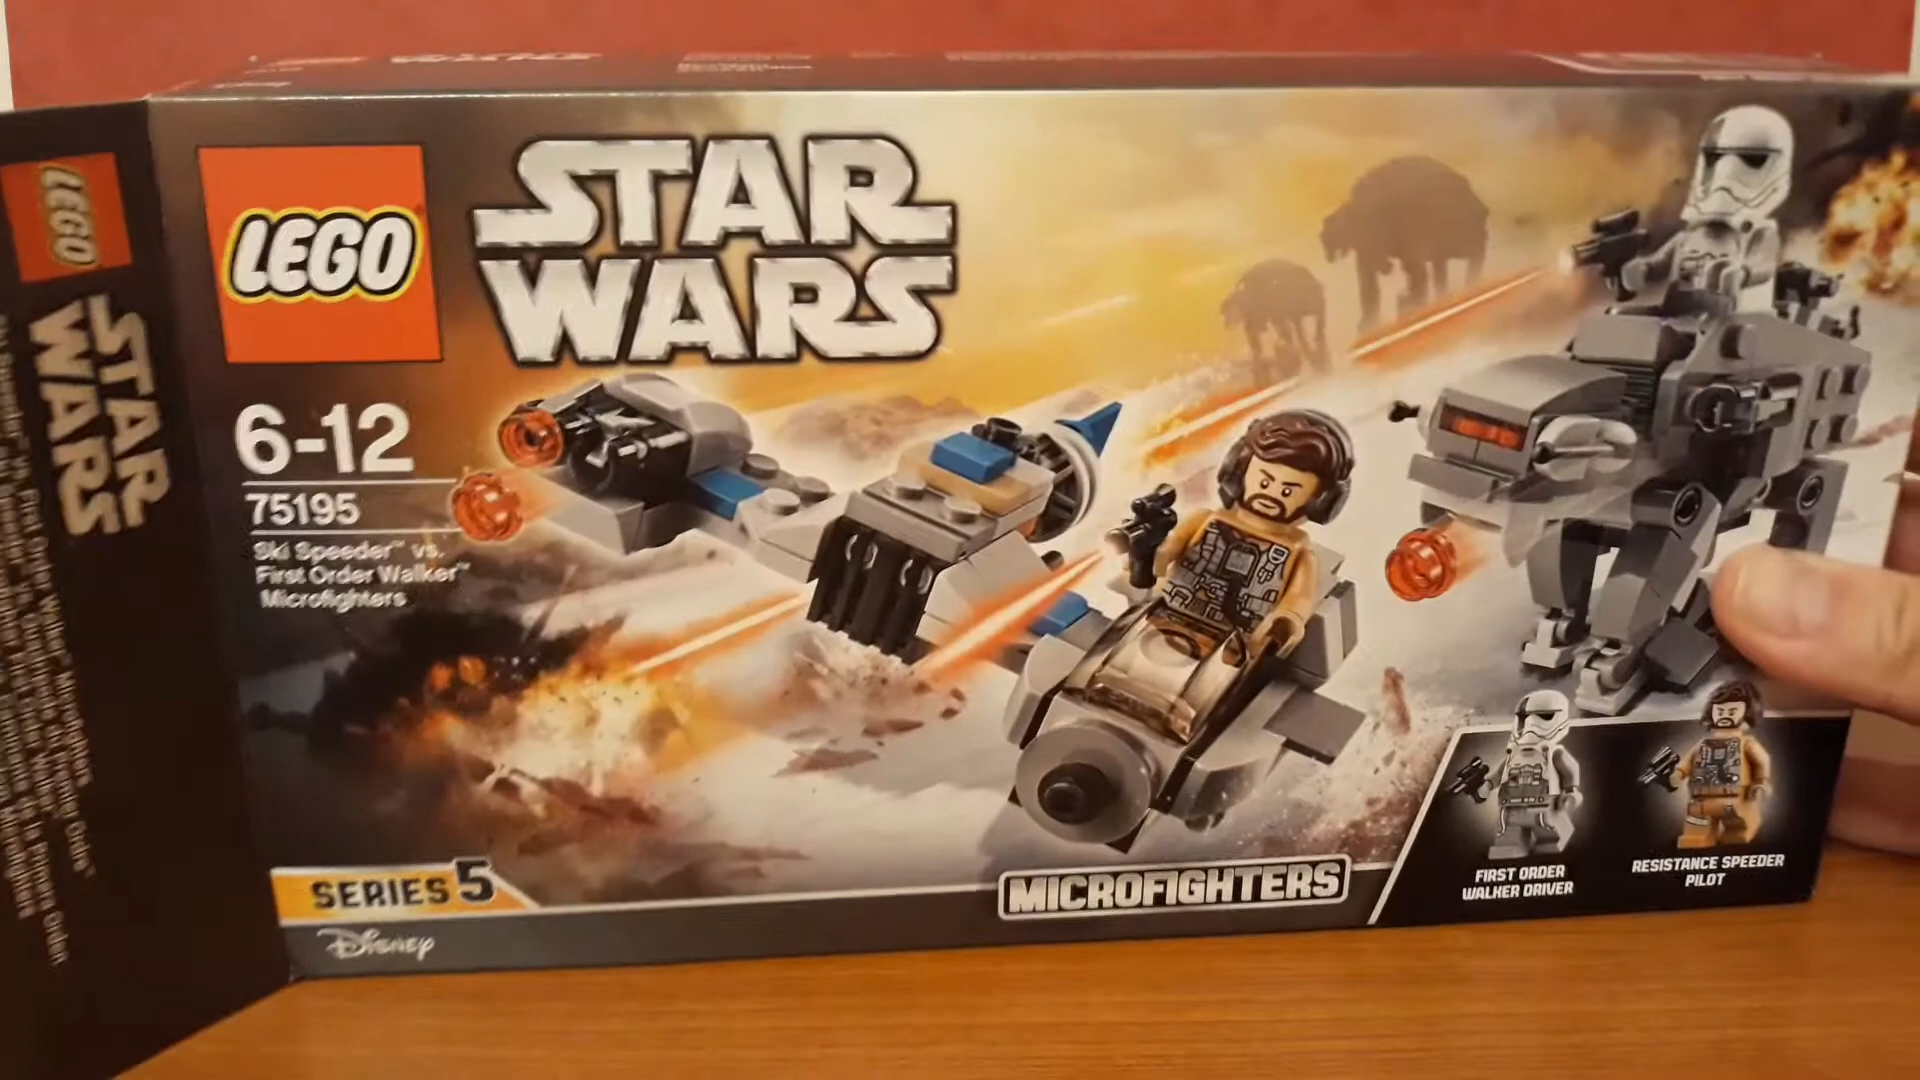 LEGO
STAR
WARS
LEGO
STAR
WARS
6-12
75195
Ski Speeder™ vs.
First Order Walker™
Microfighters
SERIES 5
Disney
MICROFIGHTERS
FIRST ORDER
WALKER DRIVER
RESISTANCE SPEEDER
PILOT